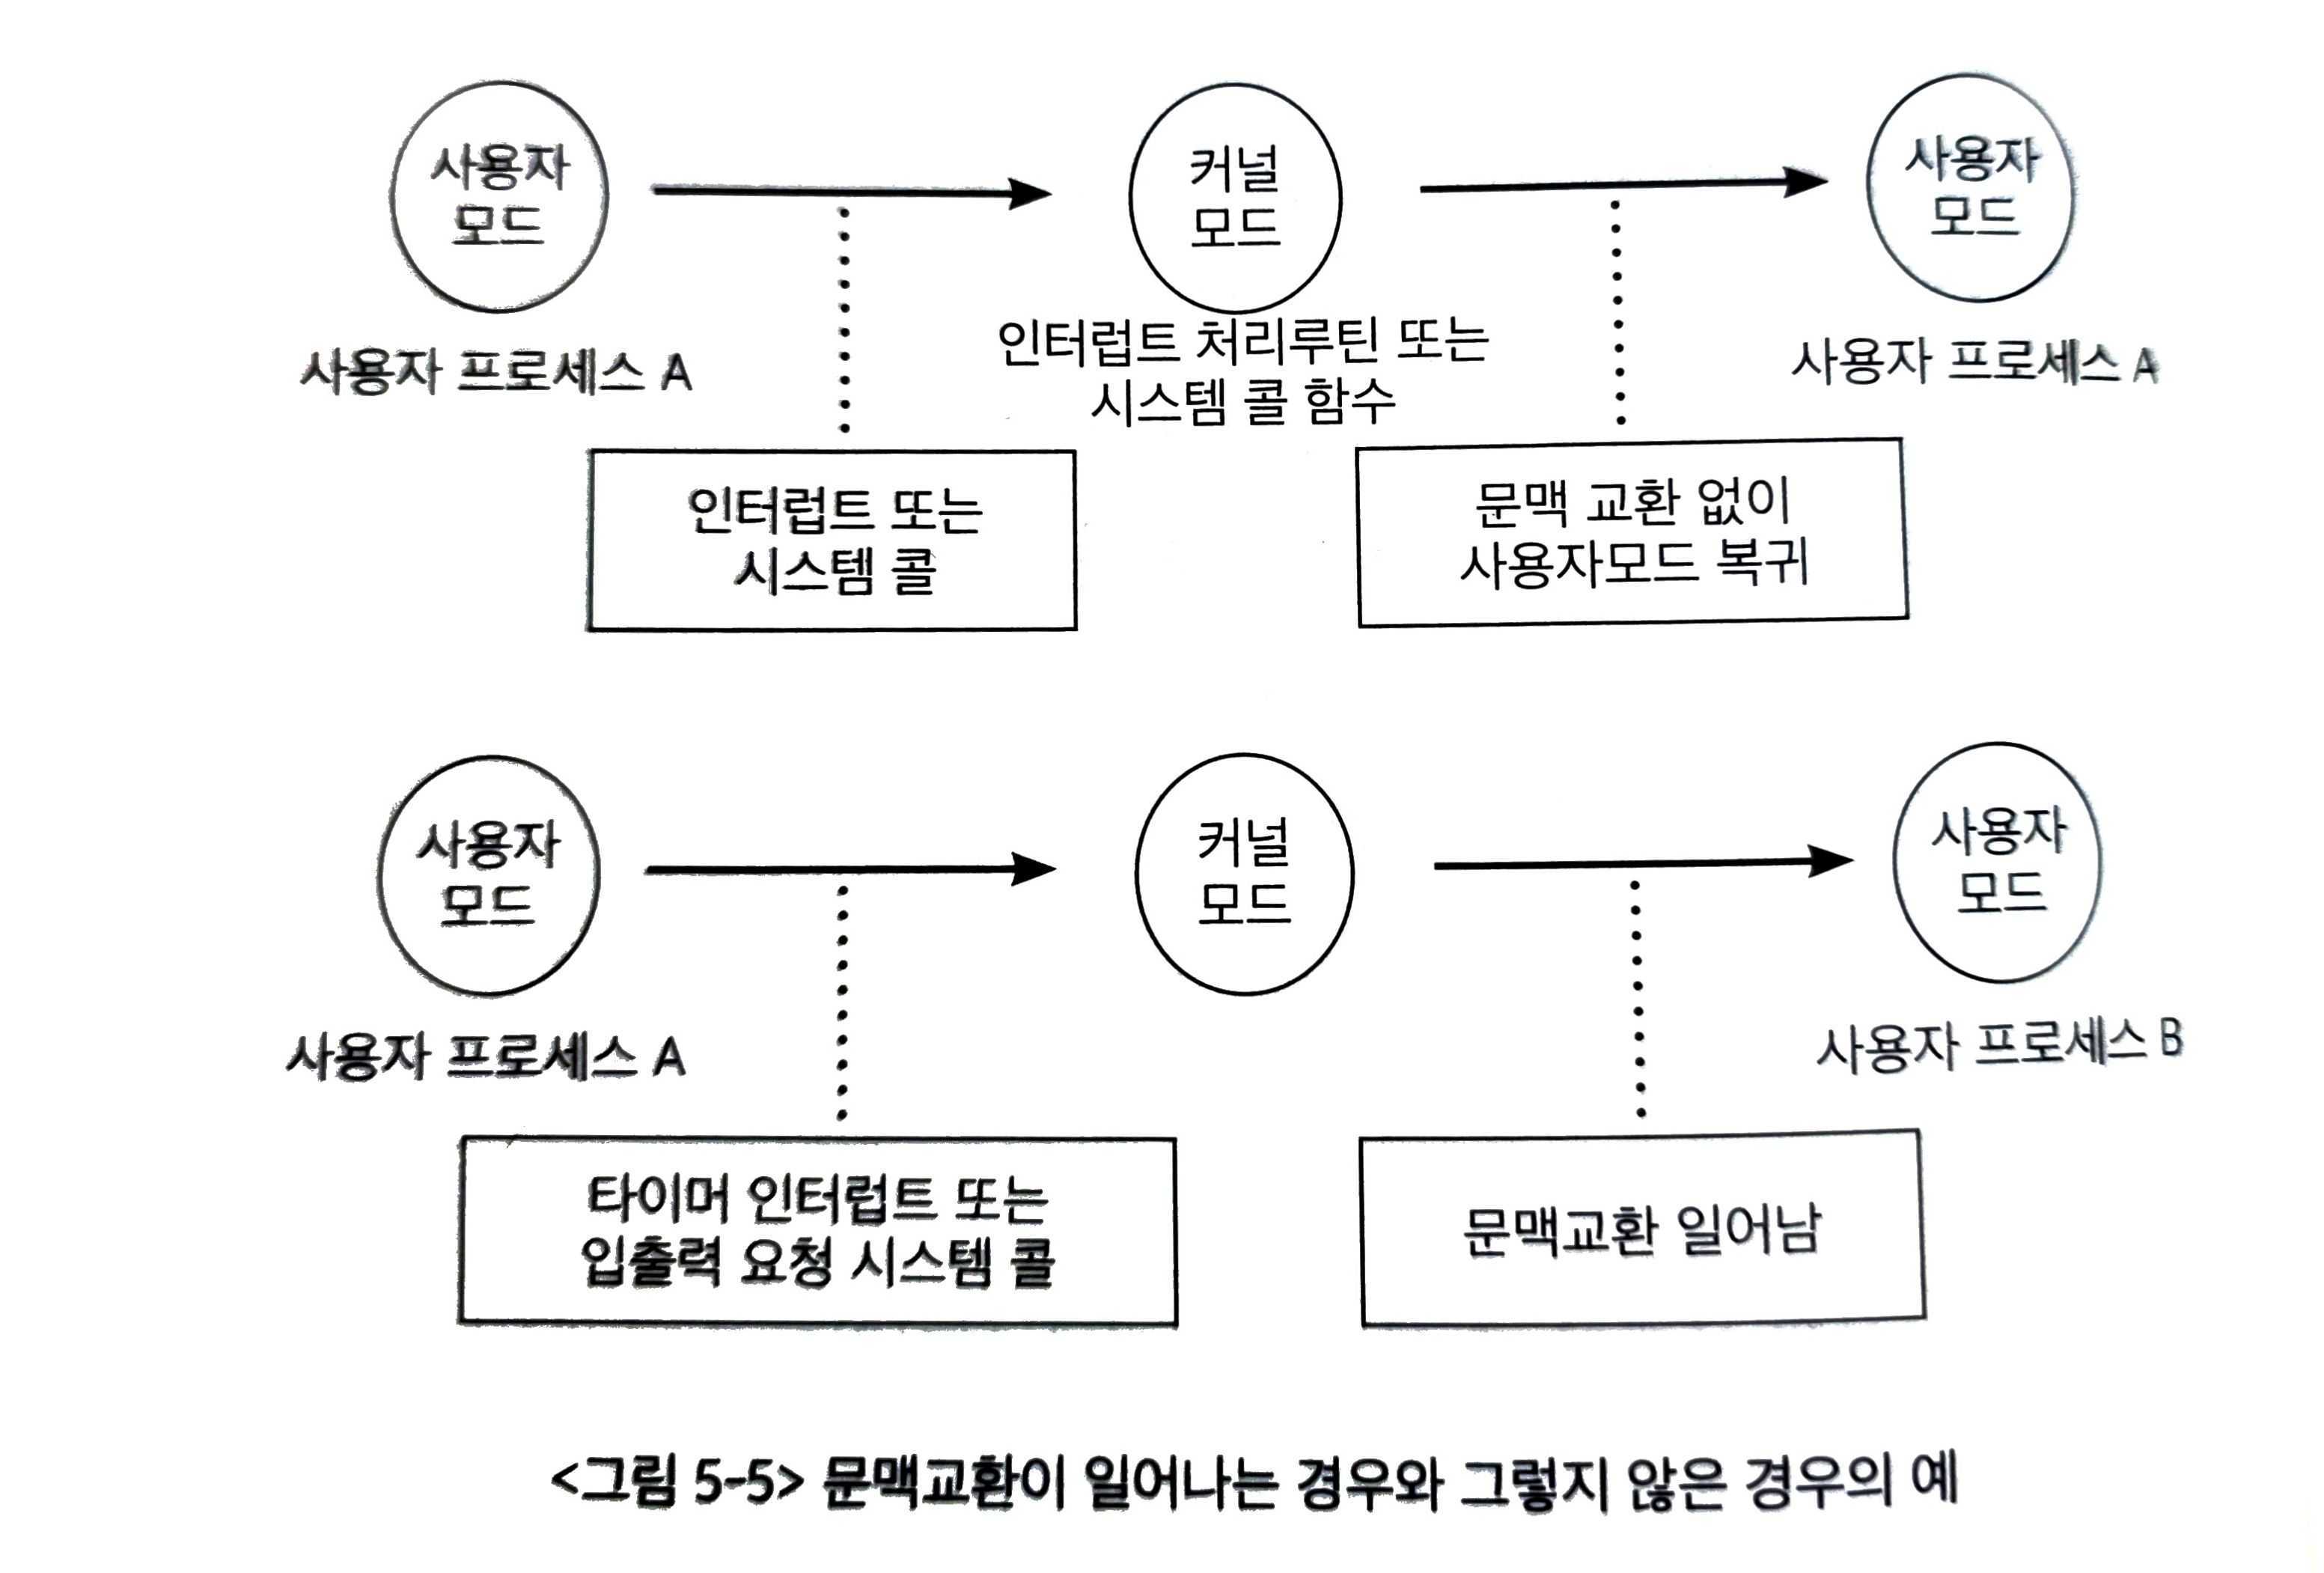 사용자
모드
커널
모드
사용자
모드
사용자 프로세스 A
인터럽트 처리루틴 또는
시스템 콜 함수
사용자 프로세스 A
인터럽트 또는
시스템 콜
문맥 교환 없이
사용자모드 복귀
사용자
모드
커널
모드
사용자
모드
사용자 프로세스 A
사용자 프로세스 B
타이머 인터럽트 또는
입출력 요청 시스템 콜
문맥교환 일어남
<그림 5-5> 문맥교환이 일어나는 경우와 그렇지 않은 경우의 예